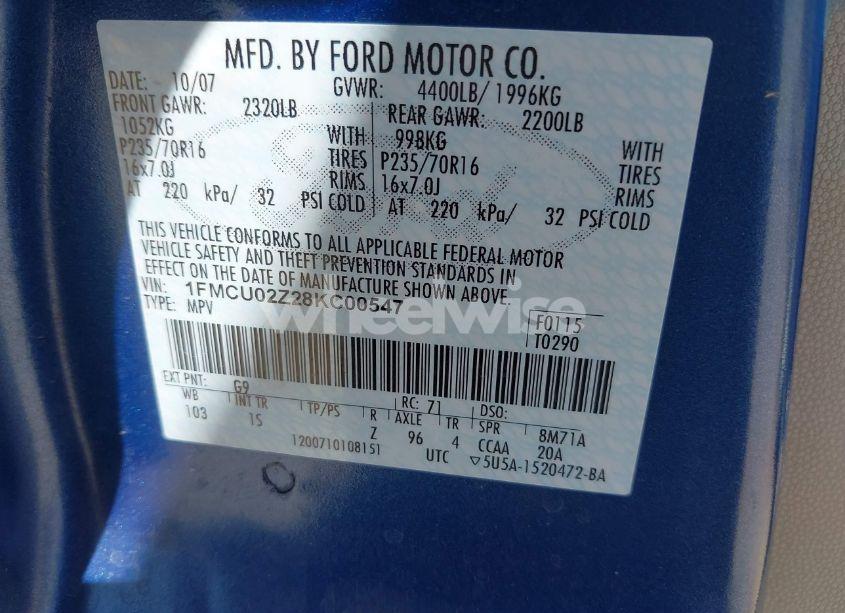 MFD. BY FORD MOTOR CO.
DATE: 10/07 GVWR: 4400LB/ 1996KG
FRONT GAWR: 2320LB REAR GAWR: 2200LB
1052KG WITH 998KG WITH
P235/70R16 TIRES P235/70R16 TIRES
16x7.0J RIMS 16x7.0J RIMS
AT 220 kPa/ 32 PSI COLD AT 220 kPa/ 32 PSI COLD
THIS VEHICLE CONFORMS TO ALL APPLICABLE FEDERAL MOTOR
VEHICLE SAFETY AND THEFT PREVENTION STANDARDS IN
EFFECT ON THE DATE OF MANUFACTURE SHOWN ABOVE.
VIN: 1FMCU02Z28KC00547
TYPE: MPV
F0115
T0290
wheelwise
EXT PNT: G9 RC: 71 DSO:
WB INT TR TP/PS R AXLE TR SPR 8M71A
103 1S Z 96 4 CCAA 20A
12007101081S1 UTC ▽5U5A-1520472-BA